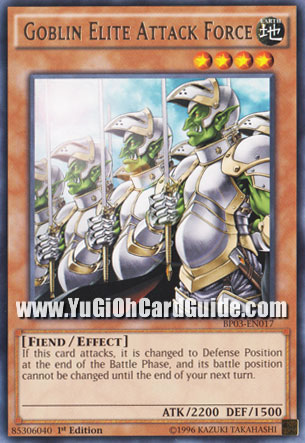 Goblin Elite Attack Force
EARTH
地
www.YuGiOhCardGuide.com
BP03-EN017
[FIEND / EFFECT]
If this card attacks, it is changed to Defense Position
at the end of the Battle Phase, and its battle position
cannot be changed until the end of your next turn.
ATK/2200 DEF/1500
85306040 1st Edition ©1996 KAZUKI TAKAHASHI